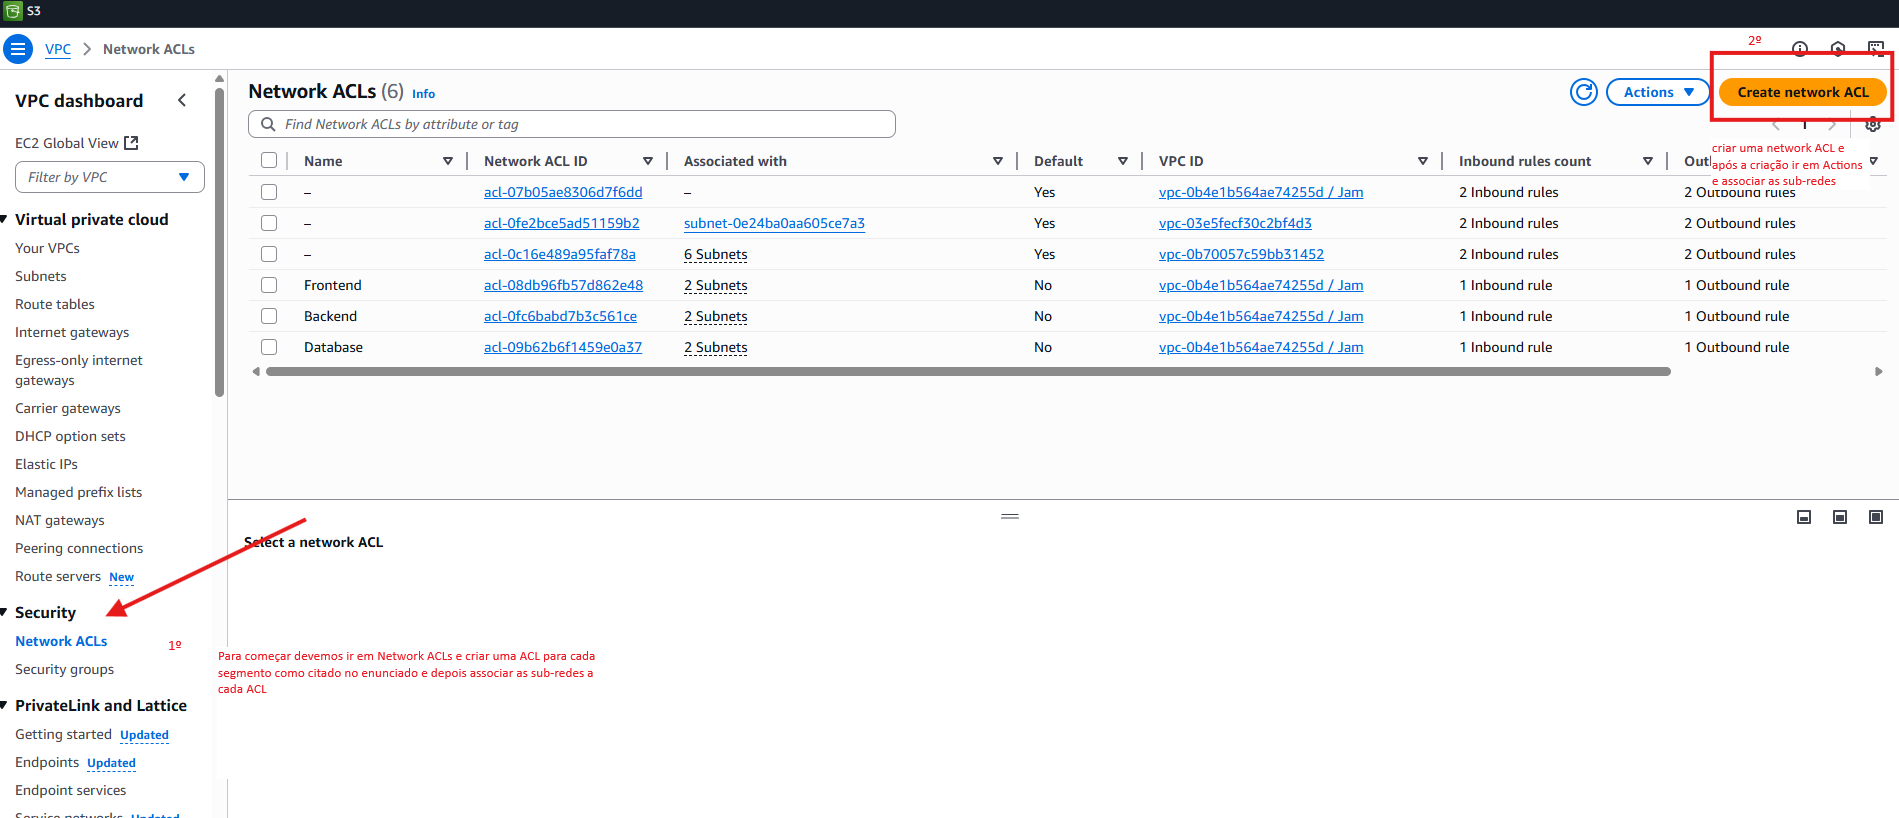 S3
VPC > Network ACLs
2º
VPC dashboard
EC2 Global View
Filter by VPC
Virtual private cloud
Your VPCs
Subnets
Route tables
Internet gateways
Egress-only internet
gateways
Carrier gateways
DHCP option sets
Elastic IPs
Managed prefix lists
NAT gateways
Peering connections
Route servers New
Security
Network ACLs
1º
Security groups
PrivateLink and Lattice
Getting started Updated
Endpoints Updated
Endpoint services
Service networks Updated
Network ACLs (6) Info
Actions
Create network ACL
Find Network ACLs by attribute or tag
1
criar uma network ACL e
após a criação ir em Actions
e associar as sub-redes
Name Network ACL ID Associated with Default VPC ID Inbound rules count Out
– acl-07b05ae8306d7f6dd – Yes vpc-0b4e1b564ae74255d / Jam 2 Inbound rules 2 Outbound rules
– acl-0fe2bce5ad51159b2 subnet-0e24ba0aa605ce7a3 Yes vpc-03e5fecf30c2bf4d3 2 Inbound rules 2 Outbound rules
– acl-0c16e489a95faf78a 6 Subnets Yes vpc-0b70057c59bb31452 2 Inbound rules 2 Outbound rules
Frontend acl-08db96fb57d862e48 2 Subnets No vpc-0b4e1b564ae74255d / Jam 1 Inbound rule 1 Outbound rule
Backend acl-0fc6babd7b3c561ce 2 Subnets No vpc-0b4e1b564ae74255d / Jam 1 Inbound rule 1 Outbound rule
Database acl-09b62b6f1459e0a37 2 Subnets No vpc-0b4e1b564ae74255d / Jam 1 Inbound rule 1 Outbound rule
Select a network ACL
Para começar devemos ir em Network ACLs e criar uma ACL para cada
segmento como citado no enunciado e depois associar as sub-redes a
cada ACL